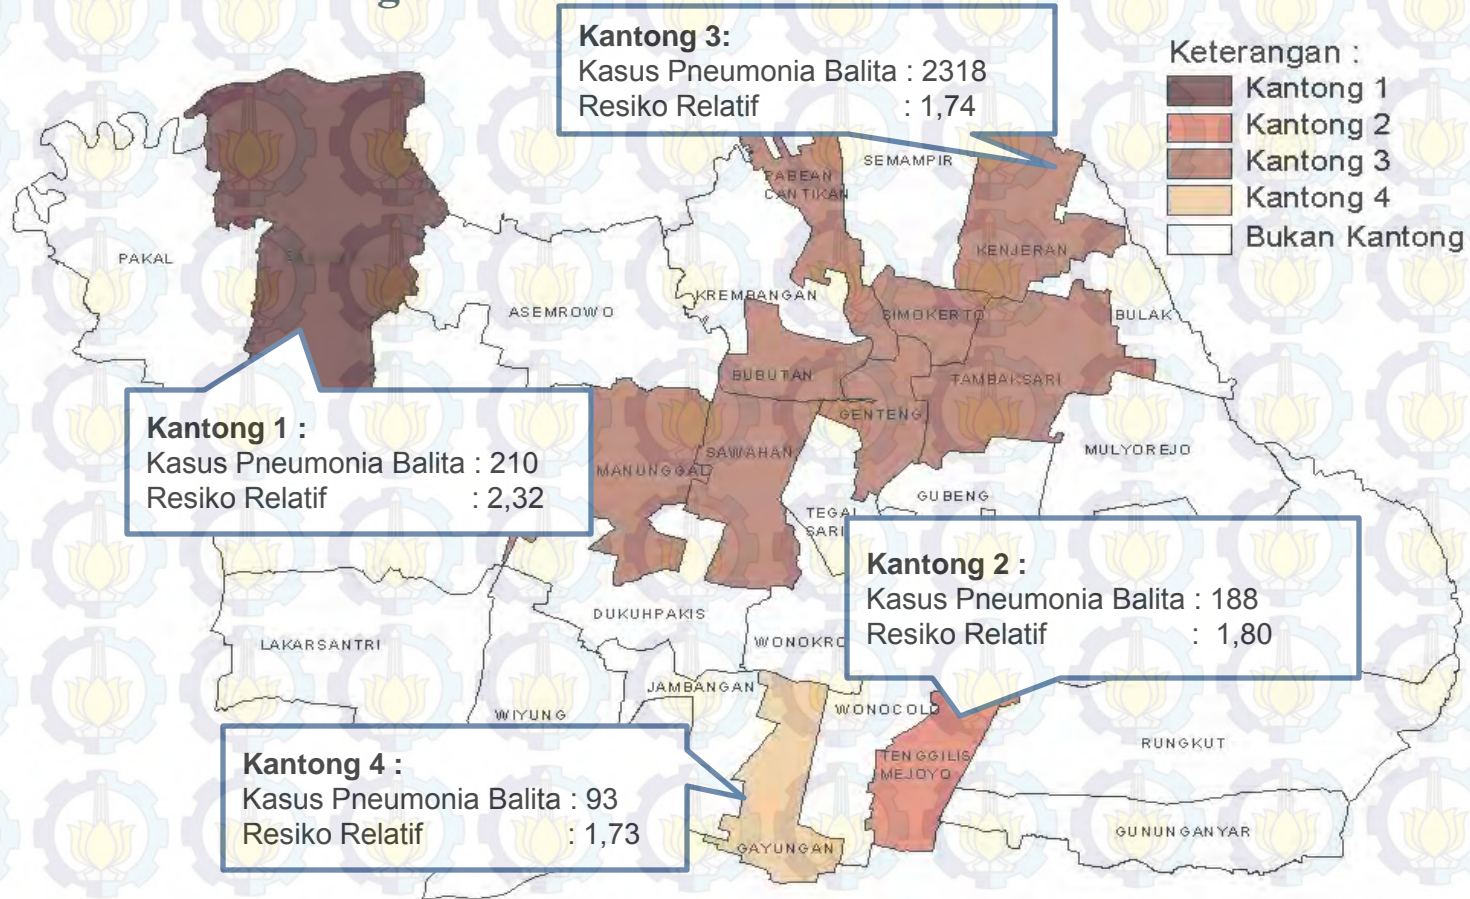 Kantong 3:
Kasus Pneumonia Balita : 2318
Resiko Relatif : 1,74
Keterangan :
Kantong 1
Kantong 2
Kantong 3
Kantong 4
Bukan Kantong
SEMAMPIR
PABEAN
CANTIKAN
KENJERAN
PAKAL
KREMBANGAN
ASEMROWO
SIMOKERTO
BULAK
BUBUTAN
TAMBAKSARI
GENTENG
Kantong 1 :
Kasus Pneumonia Balita : 210
Resiko Relatif : 2,32
MANUNGGAL
SAWAHAN
MULYOREJO
GUBENG
TEGAL
SARI
Kantong 2 :
Kasus Pneumonia Balita : 188
Resiko Relatif : 1,80
DUKUHPAKIS
WONOKRO
LAKARSANTRI
JAMBANGAN
WIYUNG
WONOCOLO
RUNGKUT
TENGGILIS
MEJOYO
Kantong 4 :
Kasus Pneumonia Balita : 93
Resiko Relatif : 1,73
GAYUNGAN
GUNUNGANYAR